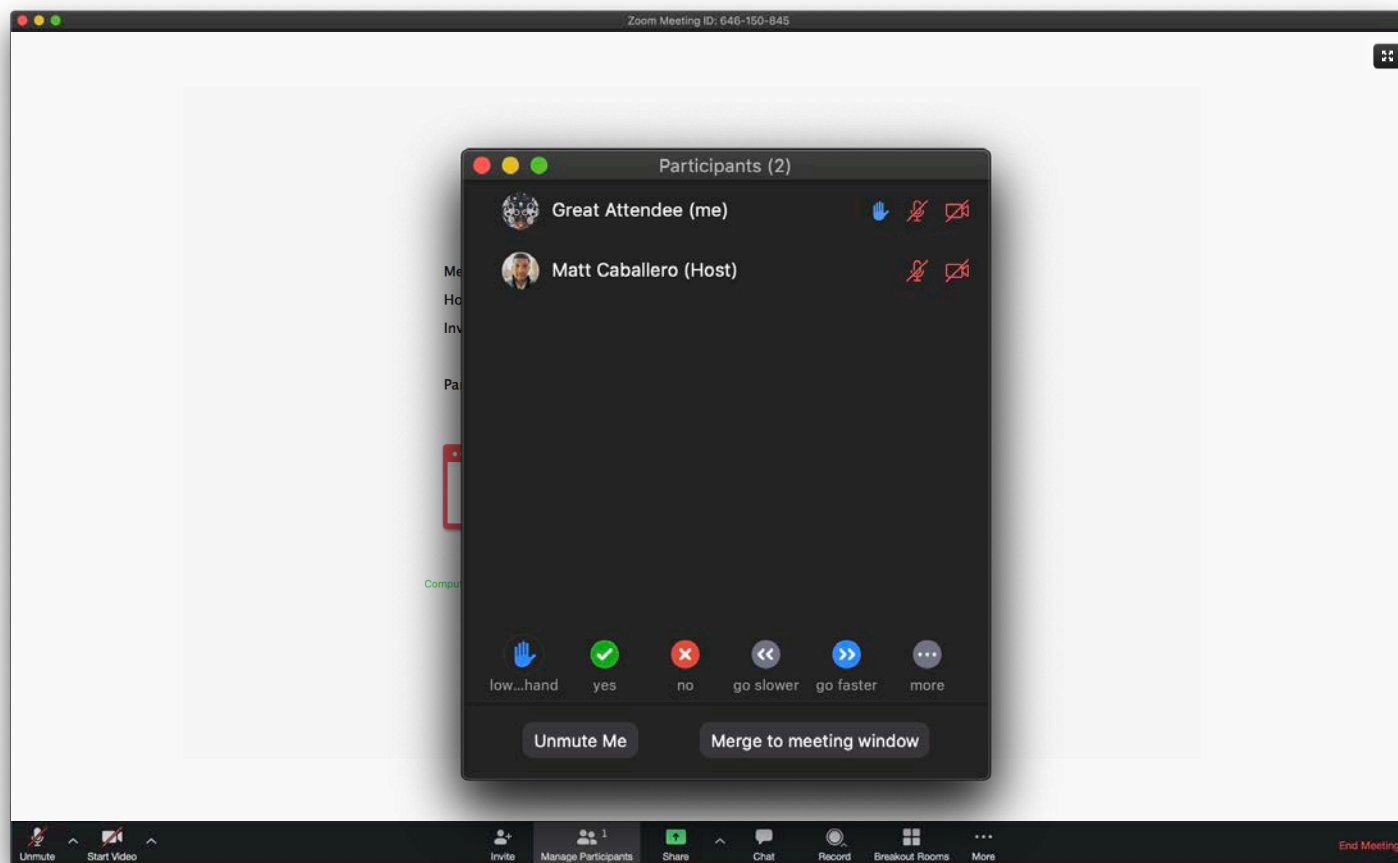 Zoom Meeting ID: 646-150-845
Participants (2)
Great Attendee (me)
Matt Caballero (Host)
low...hand yes no go slower go faster more
Unmute Me Merge to meeting window
Unmute Start Video Invite Manage Participants 1 Share Chat Record Breakout Rooms More End Meeting